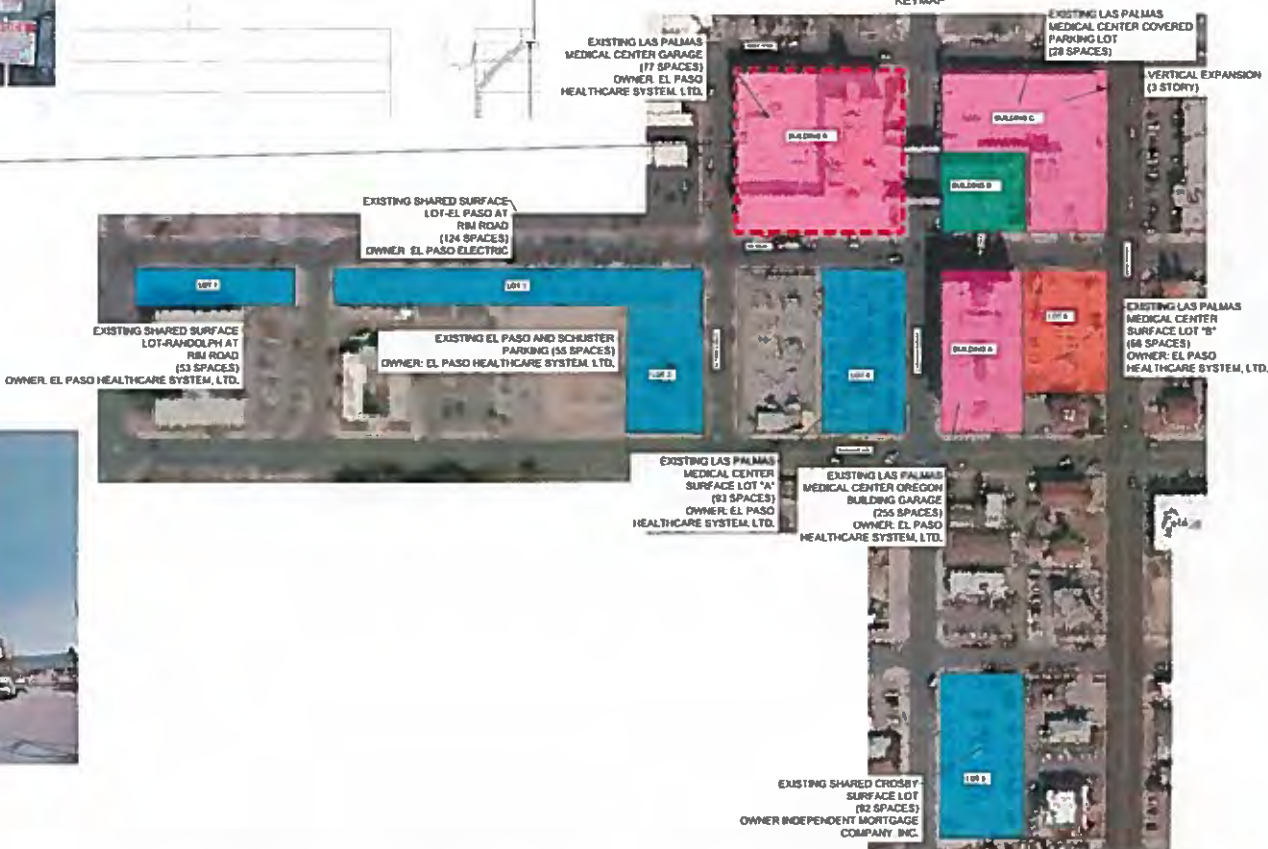 KEYMAP
EXISTING LAS PALMAS
MEDICAL CENTER COVERED
PARKING LOT
(28 SPACES)
EXISTING LAS PALMAS
MEDICAL CENTER GARAGE
(77 SPACES)
OWNER: EL PASO
HEALTHCARE SYSTEM, LTD.
VERTICAL EXPANSION
(3 STORY)
BUILDING C
BUILDING D
EXISTING SHARED SURFACE
LOT-EL PASO AT
RIM ROAD
(124 SPACES)
OWNER: EL PASO ELECTRIC
EXISTING SHARED SURFACE
LOT-RANDOLPH AT
RIM ROAD
(53 SPACES)
OWNER: EL PASO HEALTHCARE SYSTEM, LTD.
EXISTING EL PASO AND SCHUSTER
PARKING (55 SPACES)
OWNER: EL PASO HEALTHCARE SYSTEM, LTD.
EXISTING LAS PALMAS
MEDICAL CENTER
SURFACE LOT "B"
(66 SPACES)
OWNER: EL PASO
HEALTHCARE SYSTEM, LTD.
BUILDING A
LOT 3
LOT 4
EXISTING LAS PALMAS
MEDICAL CENTER
SURFACE LOT "A"
(93 SPACES)
OWNER: EL PASO
HEALTHCARE SYSTEM, LTD.
EXISTING LAS PALMAS
MEDICAL CENTER OREGON
BUILDING GARAGE
(255 SPACES)
OWNER: EL PASO
HEALTHCARE SYSTEM, LTD.
EXISTING SHARED CROSBY
SURFACE LOT
(92 SPACES)
OWNER INDEPENDENT MORTGAGE
COMPANY, INC.